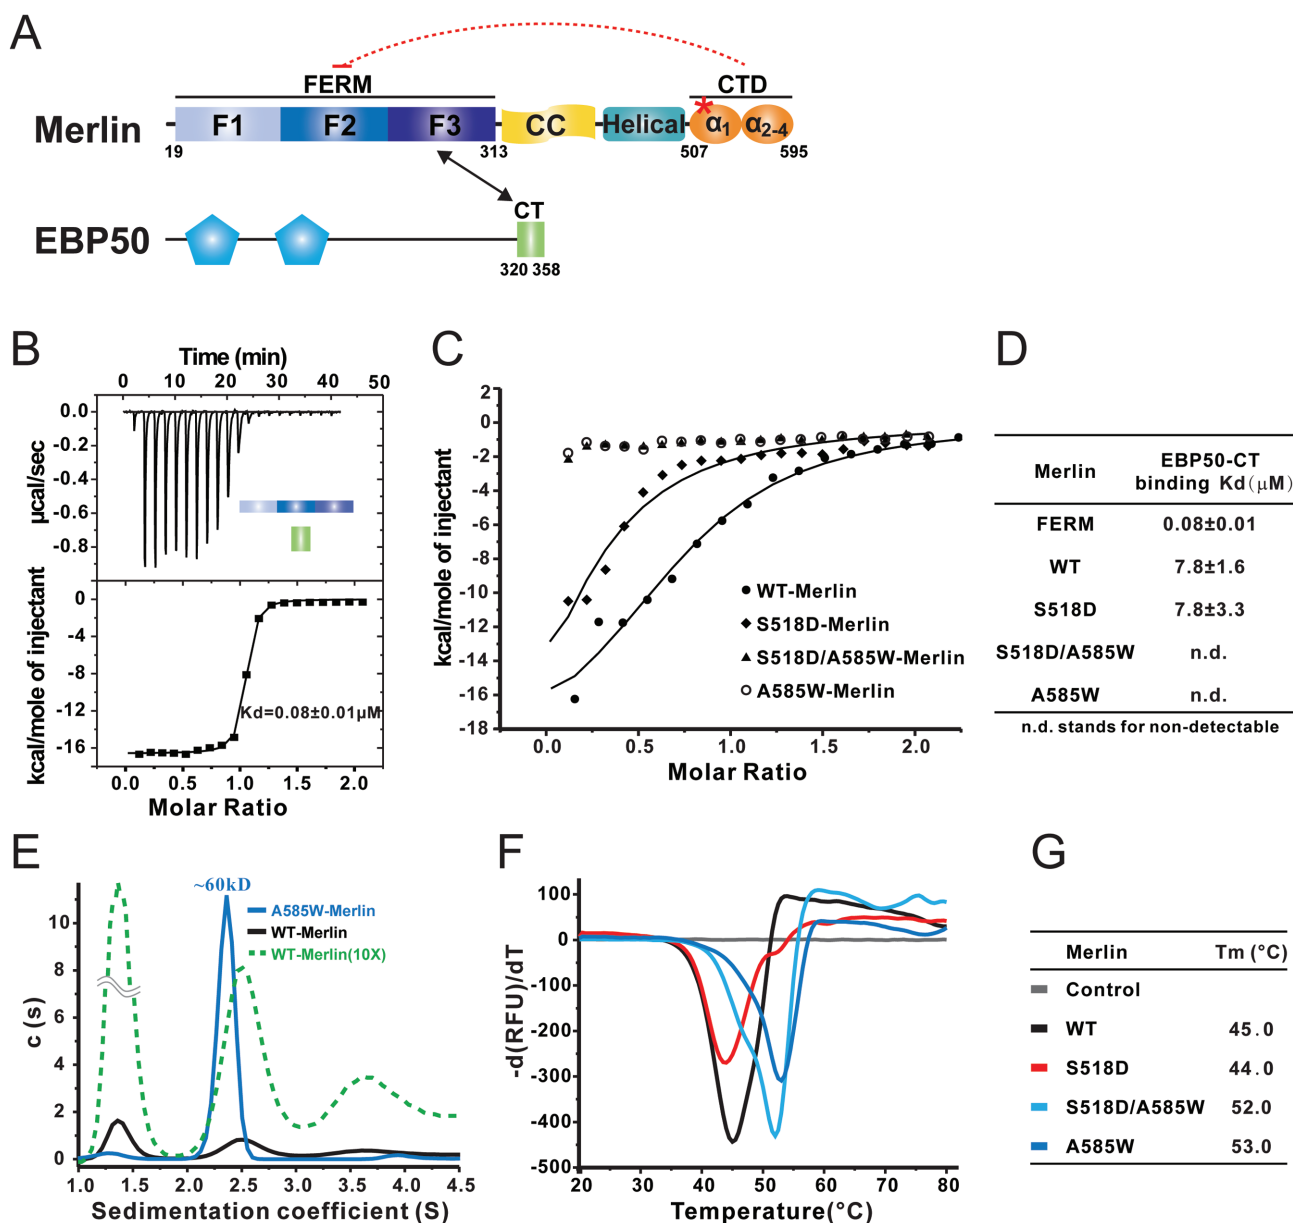 A
FERM
CTD
Merlin
F1
F2
F3
CC
Helical
*
α1
α2-4
19
313
507
595
CT
EBP50
320 358
B
Time (min)
0 10 20 30 40 50
µcal/sec
0.0
-0.2
-0.4
-0.6
-0.8
kcal/mole of injectant
0
-4
-8
-12
-16
Kd=0.08±0.01µM
0.0 0.5 1.0 1.5 2.0
Molar Ratio
C
kcal/mole of injectant
2
0
-2
-4
-6
-8
-10
-12
-14
-16
-18
WT-Merlin
S518D-Merlin
S518D/A585W-Merlin
A585W-Merlin
0.0 0.5 1.0 1.5 2.0
Molar Ratio
D
Merlin EBP50-CT binding Kd(µM)
FERM 0.08±0.01
WT 7.8±1.6
S518D 7.8±3.3
S518D/A585W n.d.
A585W n.d.
n.d. stands for non-detectable
E
~60kD
A585W-Merlin
WT-Merlin
WT-Merlin(10X)
c (s)
10
8
6
4
2
0
1.0 1.5 2.0 2.5 3.0 3.5 4.0 4.5
Sedimentation coefficient (S)
F
-d(RFU)/dT
100
0
-100
-200
-300
-400
-500
20 30 40 50 60 70 80
Temperature(°C)
G
Merlin Tm (°C)
Control
WT 45.0
S518D 44.0
S518D/A585W 52.0
A585W 53.0